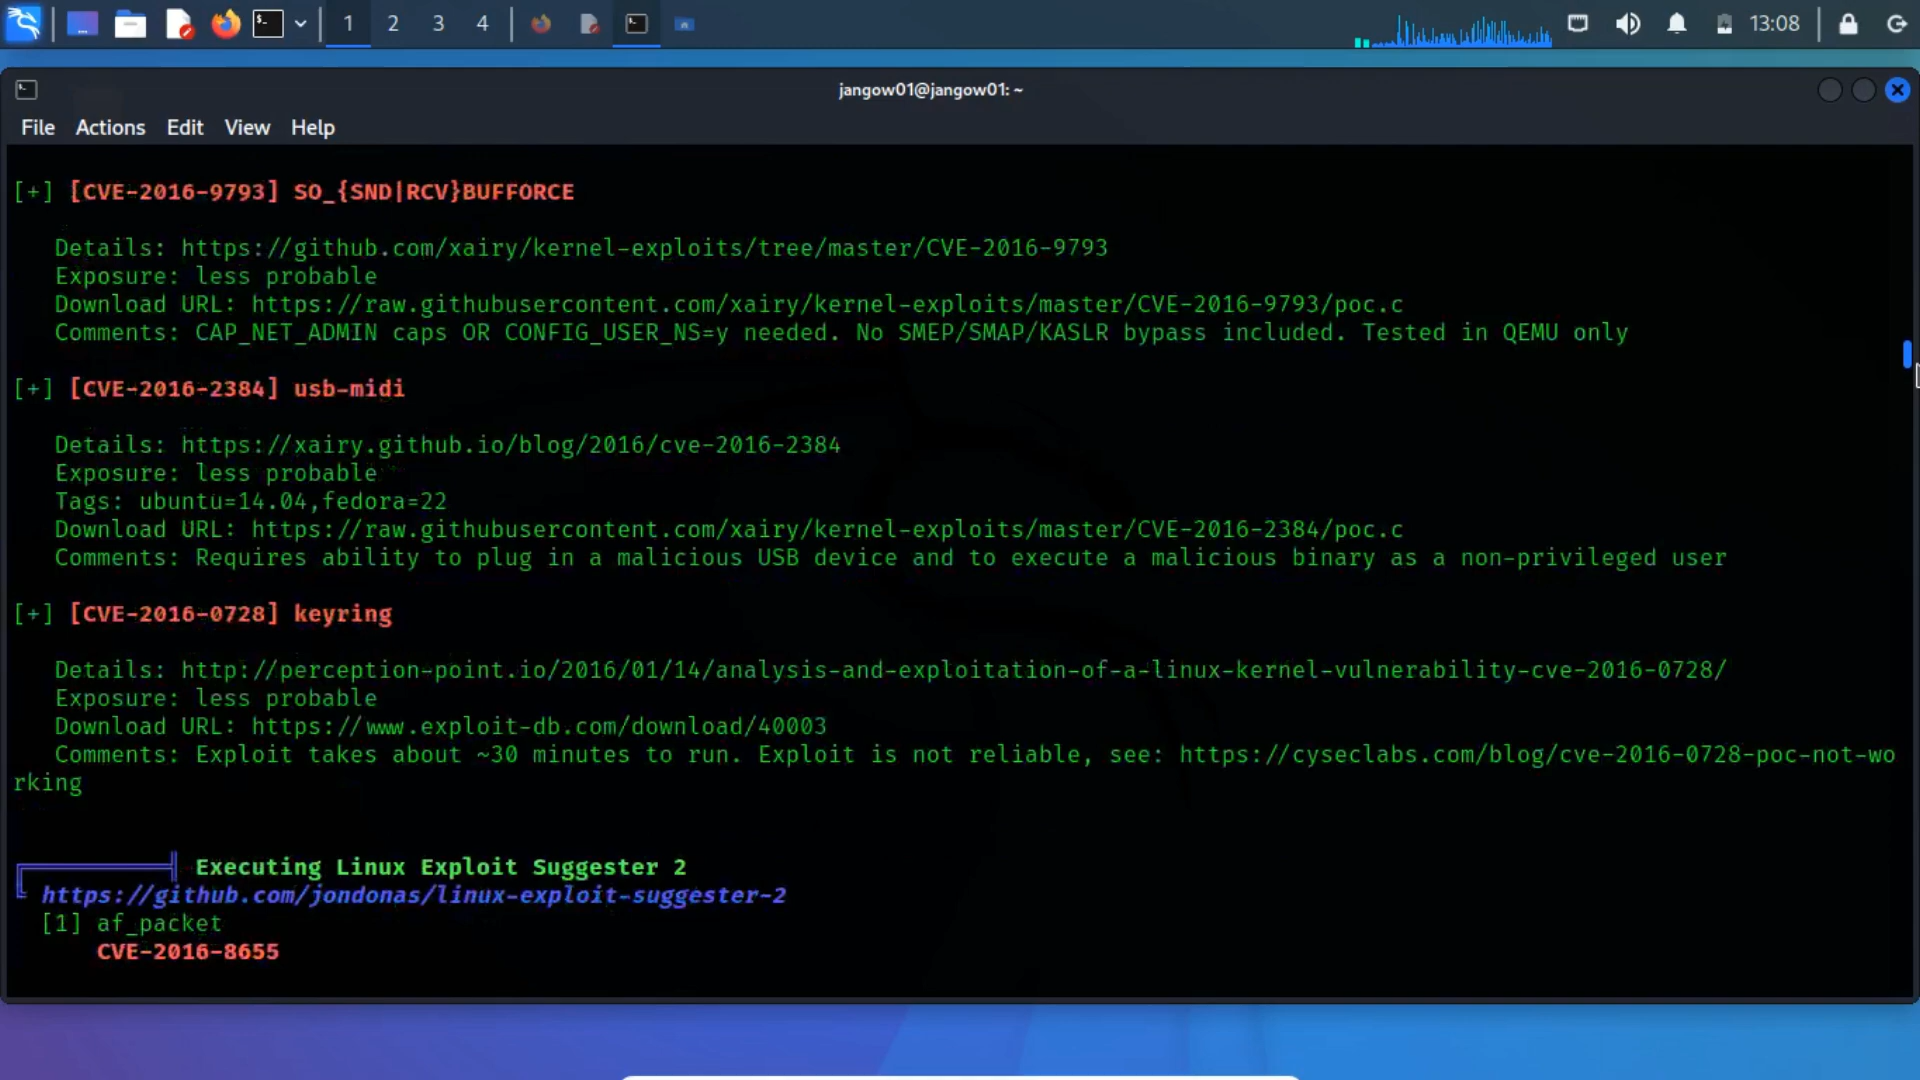 1 2 3 4 13:08
jangow01@jangow01: ~
File Actions Edit View Help
[+] [CVE-2016-9793] SO_{SND|RCV}BUFFORCE
Details: https://github.com/xairy/kernel-exploits/tree/master/CVE-2016-9793
Exposure: less probable
Download URL: https://raw.githubusercontent.com/xairy/kernel-exploits/master/CVE-2016-9793/poc.c
Comments: CAP_NET_ADMIN caps OR CONFIG_USER_NS=y needed. No SMEP/SMAP/KASLR bypass included. Tested in QEMU only
[+] [CVE-2016-2384] usb-midi
Details: https://xairy.github.io/blog/2016/cve-2016-2384
Exposure: less probable
Tags: ubuntu=14.04,fedora=22
Download URL: https://raw.githubusercontent.com/xairy/kernel-exploits/master/CVE-2016-2384/poc.c
Comments: Requires ability to plug in a malicious USB device and to execute a malicious binary as a non-privileged user
[+] [CVE-2016-0728] keyring
Details: http://perception-point.io/2016/01/14/analysis-and-exploitation-of-a-linux-kernel-vulnerability-cve-2016-0728/
Exposure: less probable
Download URL: https://www.exploit-db.com/download/40003
Comments: Exploit takes about ~30 minutes to run. Exploit is not reliable, see: https://cyseclabs.com/blog/cve-2016-0728-poc-not-wo
rking
Executing Linux Exploit Suggester 2
https://github.com/jondonas/linux-exploit-suggester-2
[1] af_packet
CVE-2016-8655